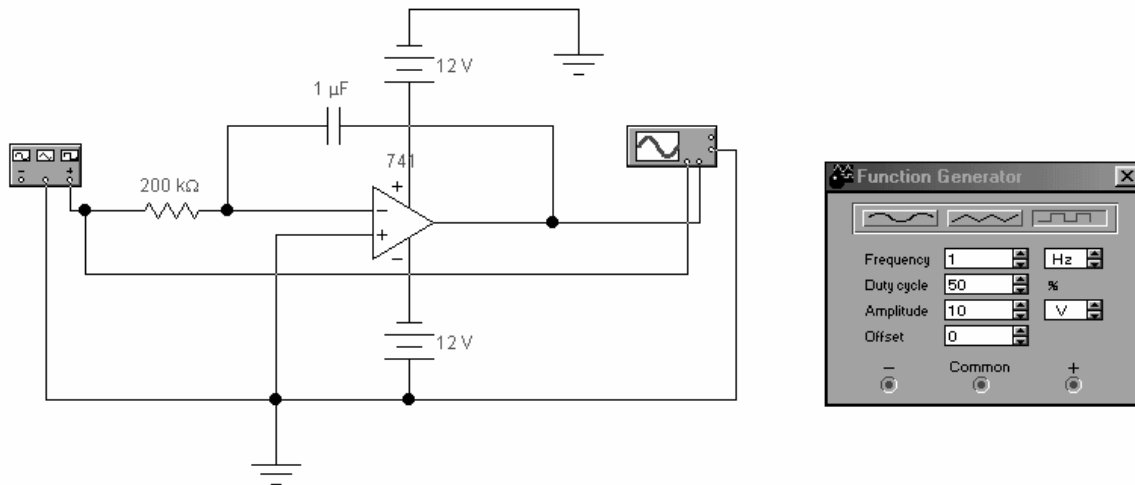 12 V
1 µF
741
+
200 kΩ
−
+
−
+
−
12 V
Function Generator
Frequency 1 Hz
Duty cycle 50 %
Amplitude 10 V
Offset 0
− Common +